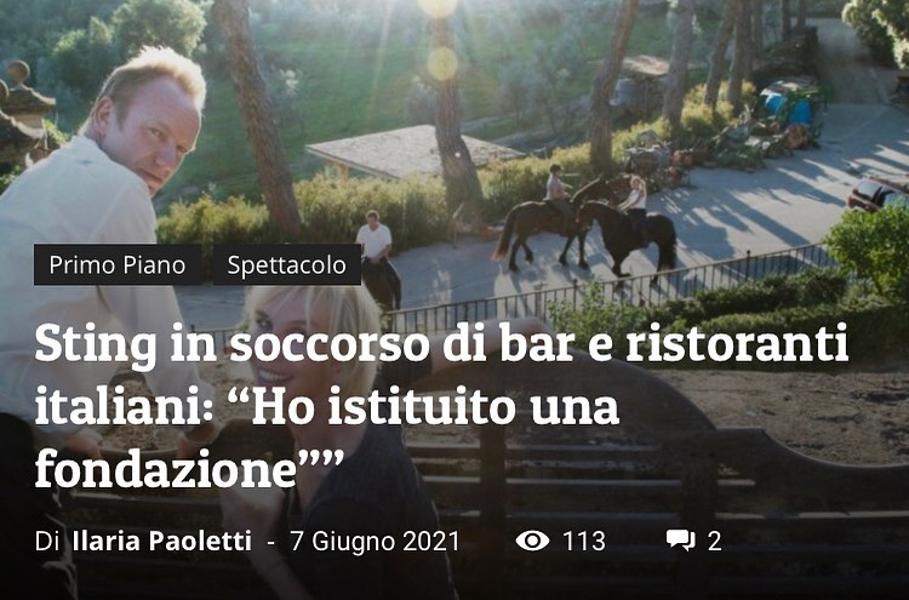 Primo Piano Spettacolo
Sting in soccorso di bar e ristoranti
italiani: “Ho istituito una
fondazione””
Di Ilaria Paoletti - 7 Giugno 2021 113 2